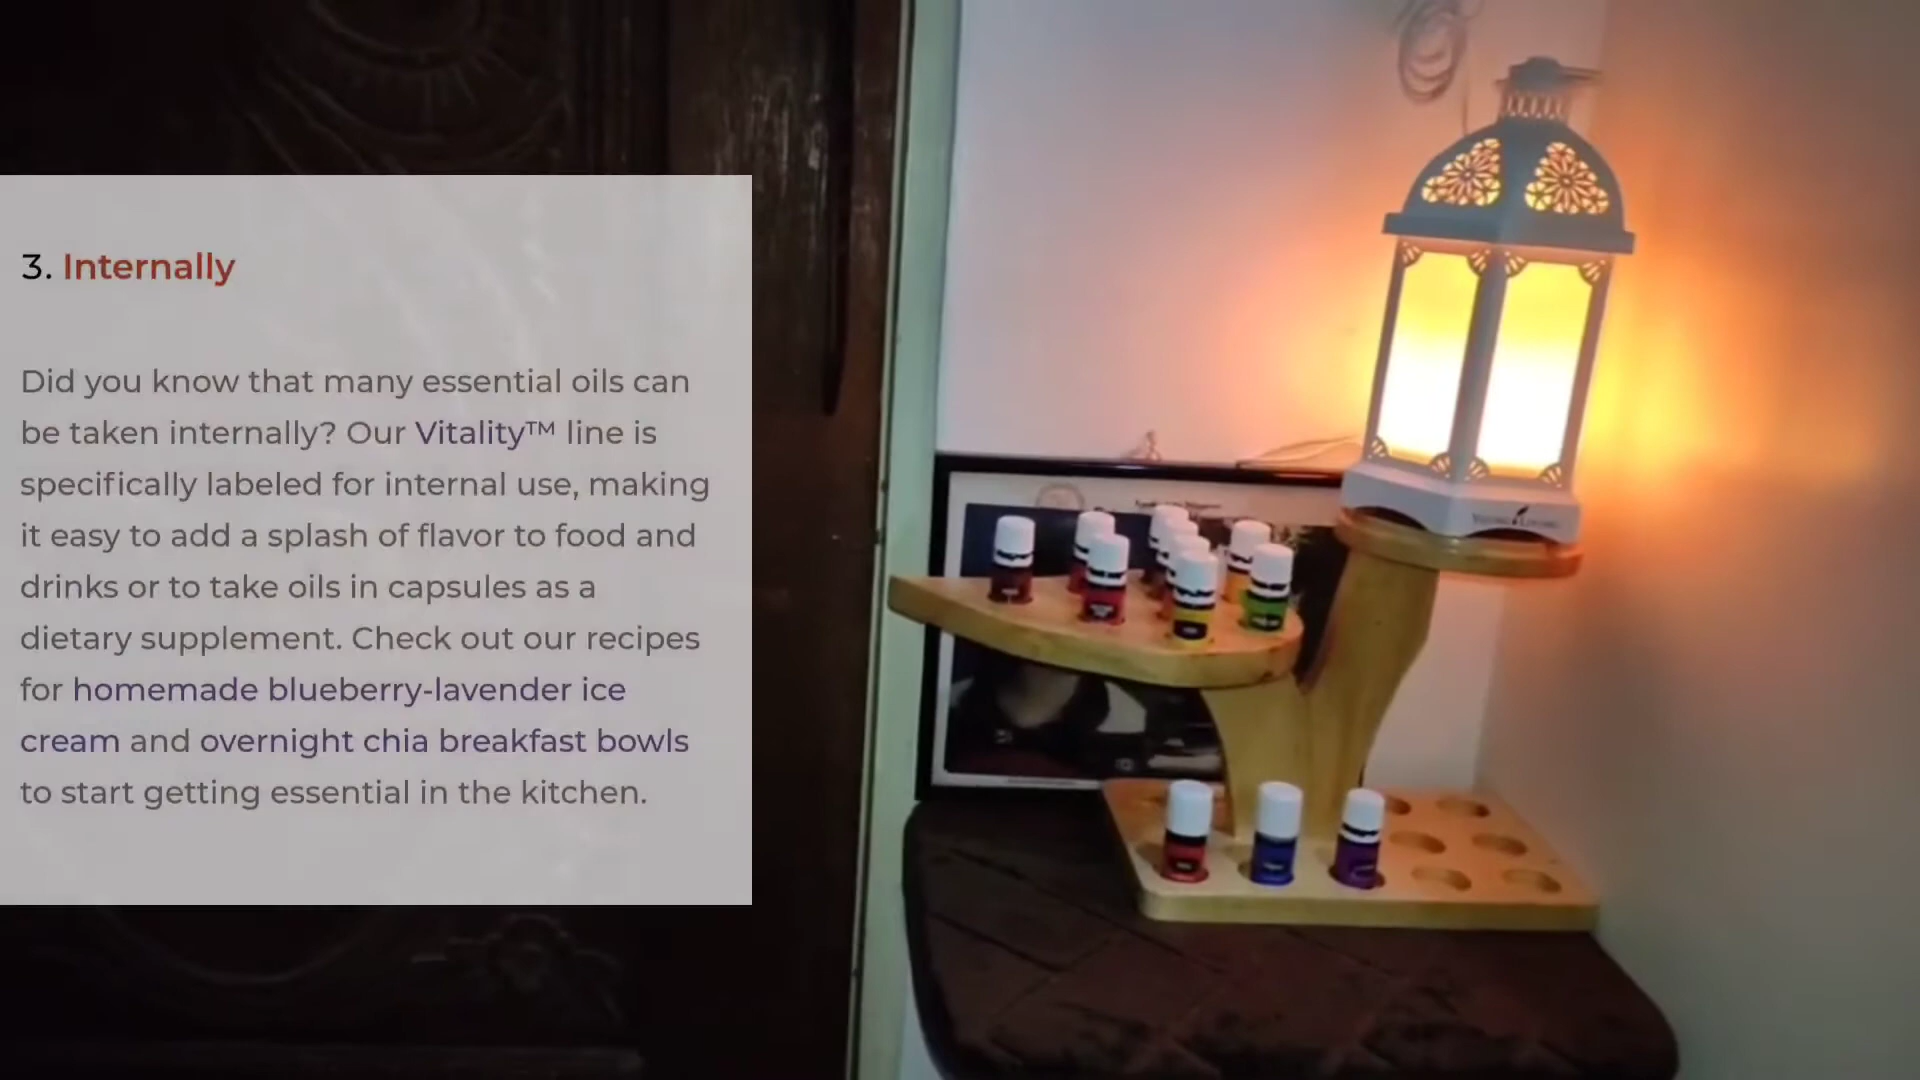 3. Internally
Did you know that many essential oils can
be taken internally? Our Vitality™ line is
specifically labeled for internal use, making
it easy to add a splash of flavor to food and
drinks or to take oils in capsules as a
dietary supplement. Check out our recipes
for homemade blueberry-lavender ice
cream and overnight chia breakfast bowls
to start getting essential in the kitchen.
Young Living